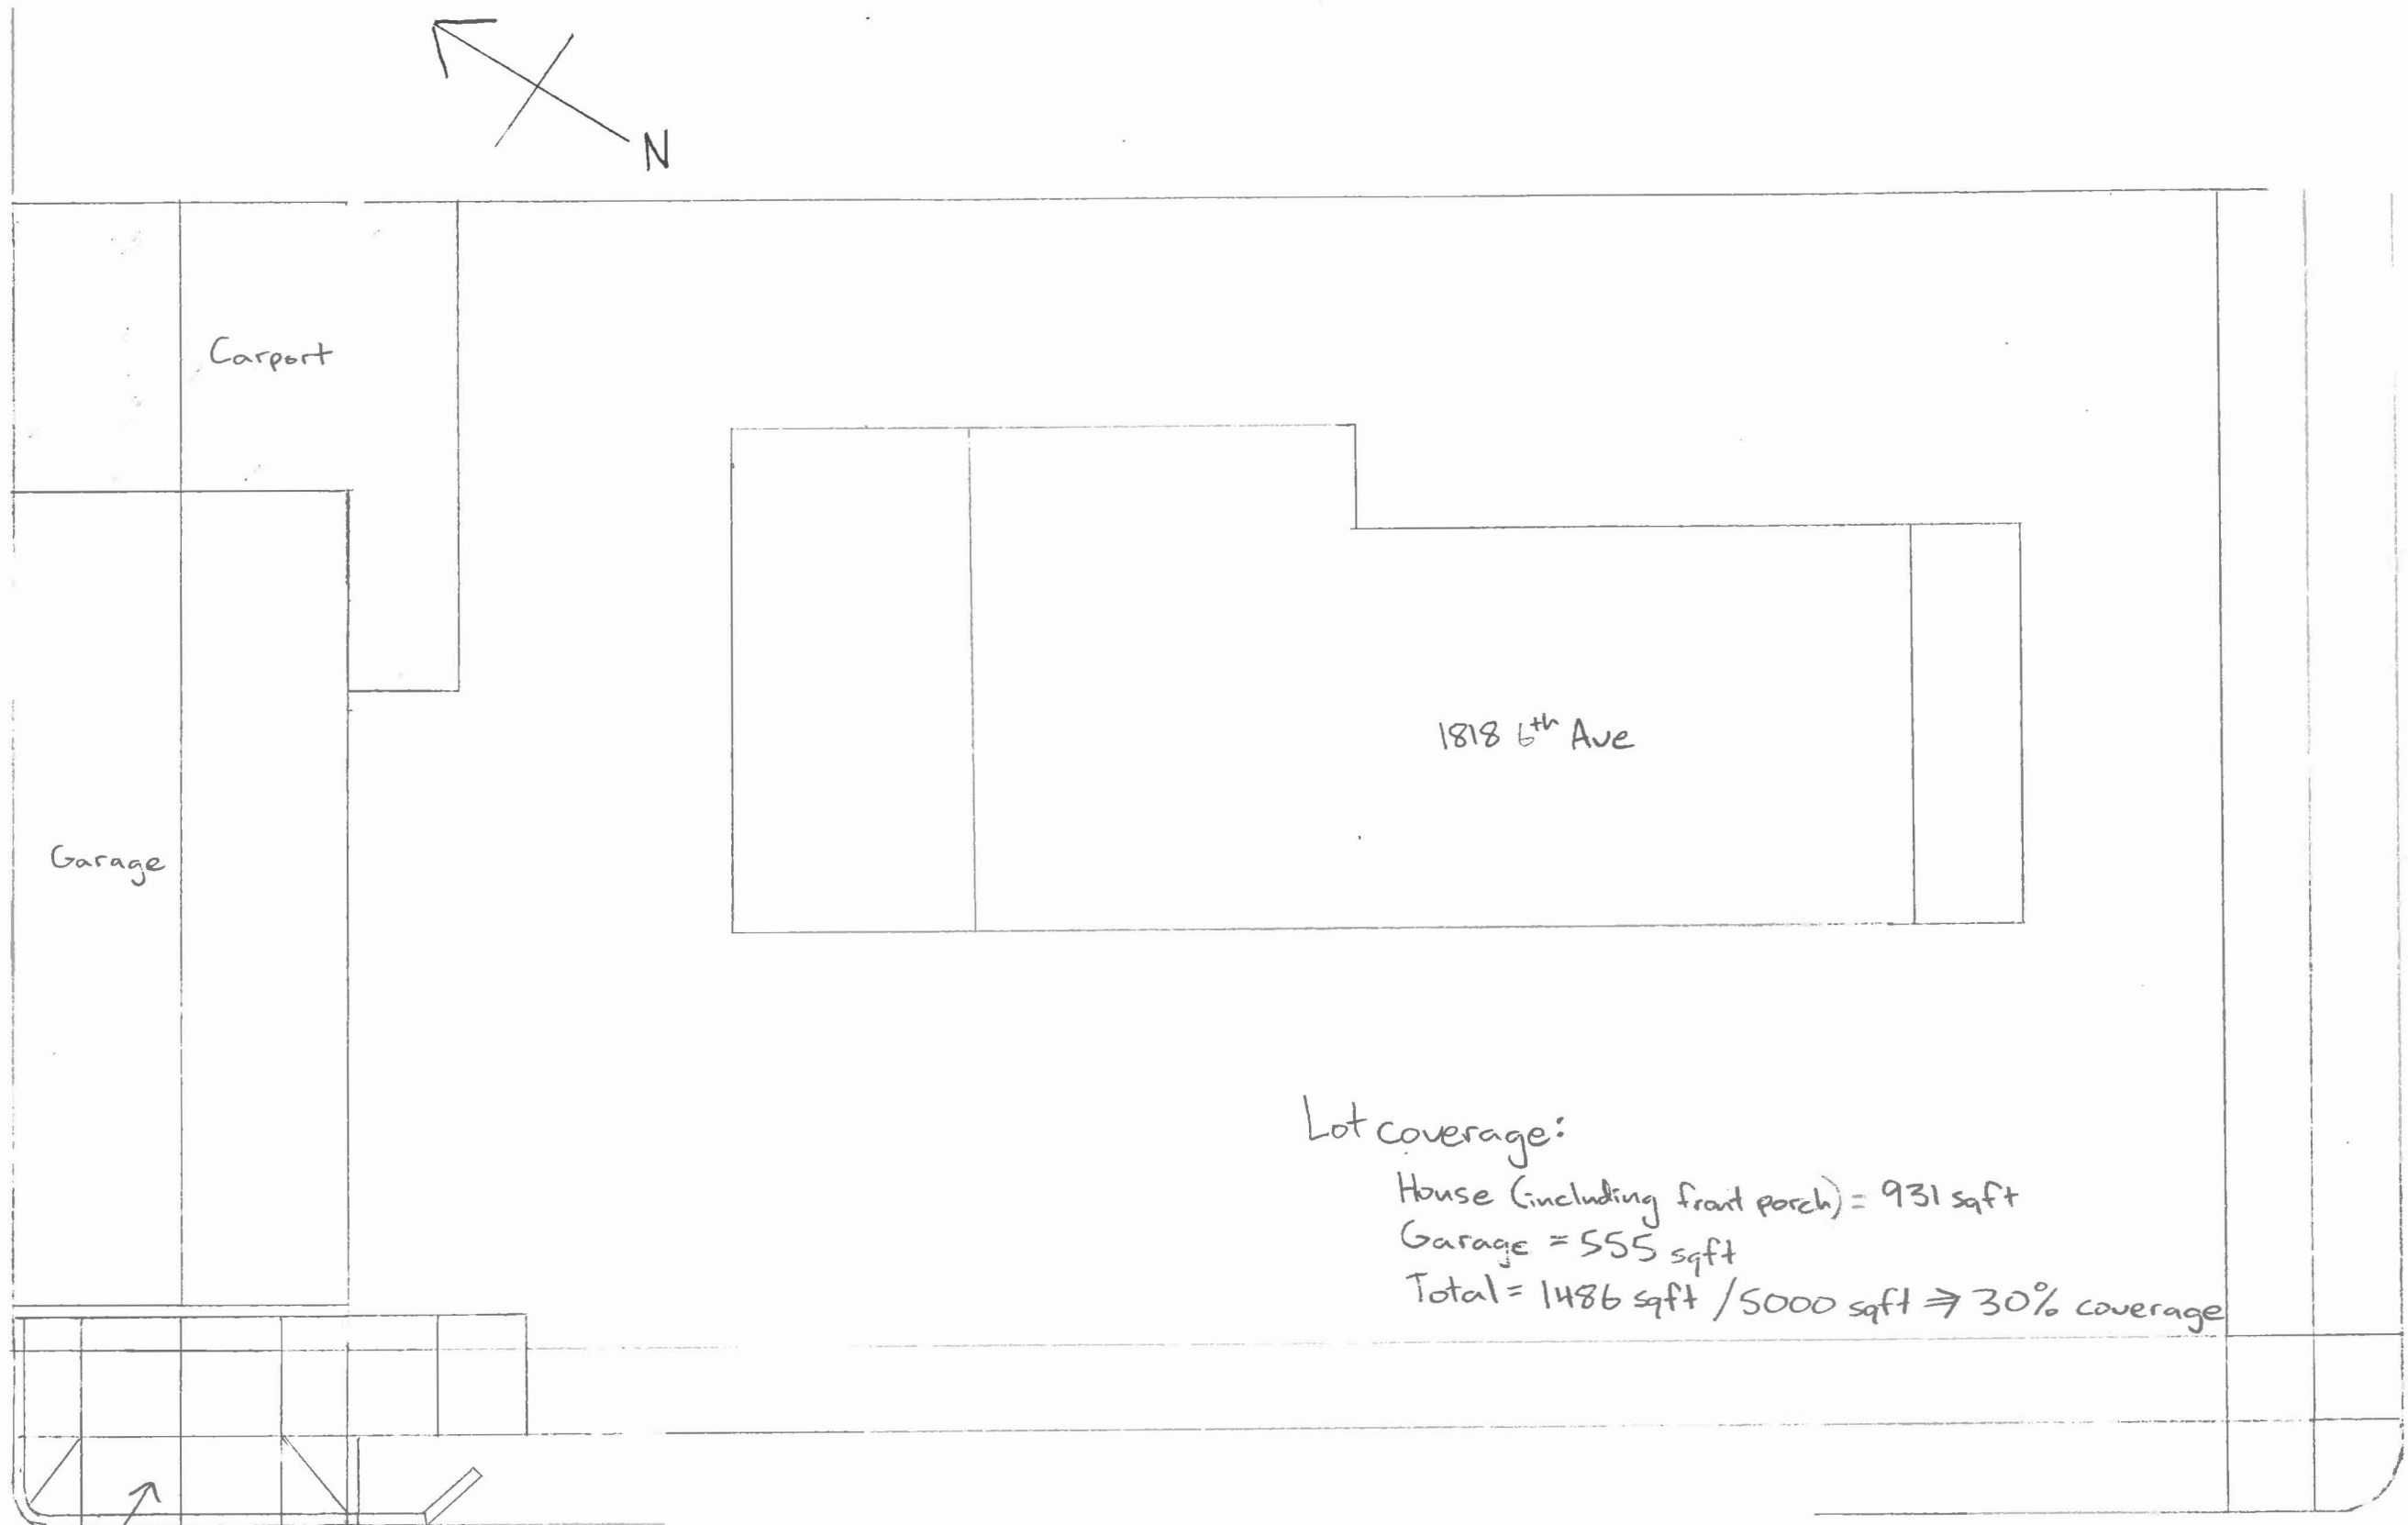 N
Carport
1818 6th Ave
Garage
Lot coverage:
House (including front porch) = 931 sqft
Garage = 555 sqft
Total = 1486 sqft / 5000 sqft ⇒ 30% coverage